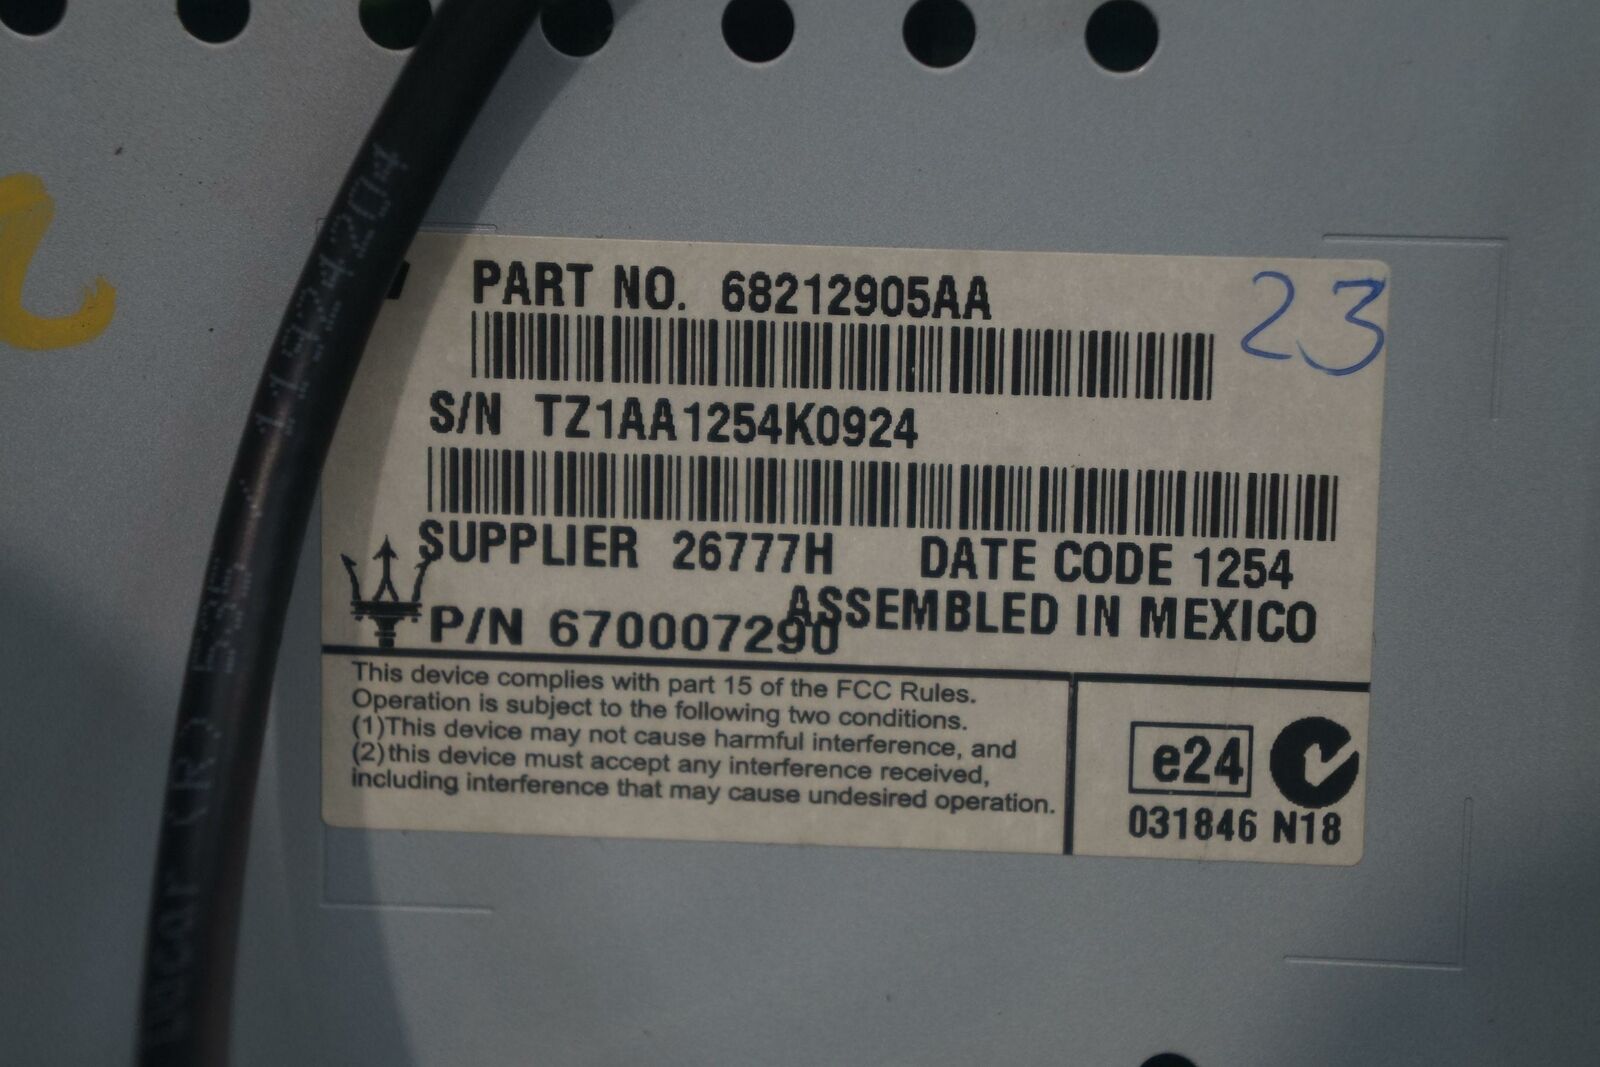 PART NO. 68212905AA
23
S/N TZ1AA1254K0924
SUPPLIER 26777H DATE CODE 1254
ASSEMBLED IN MEXICO
P/N 670007290
This device complies with part 15 of the FCC Rules.
Operation is subject to the following two conditions.
(1)This device may not cause harmful interference, and
(2)this device must accept any interference received,
including interference that may cause undesired operation.
e24
031846 N18